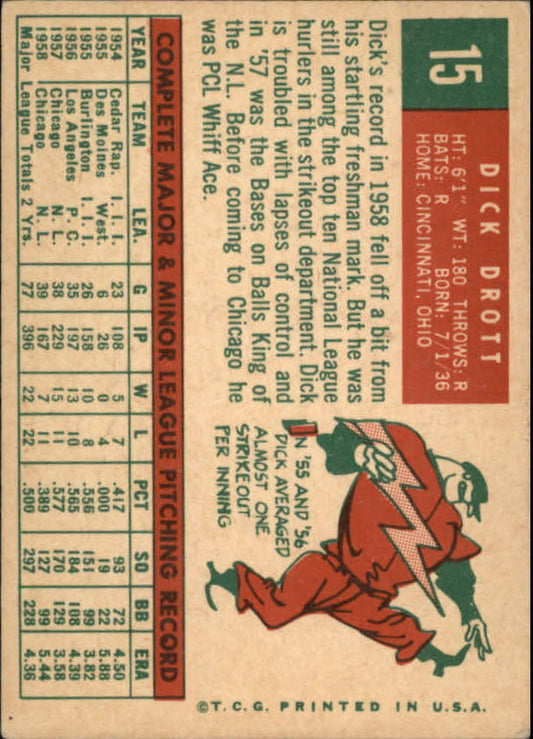 15
DICK DROTT
HT: 6'1" WT: 180 THROWS: R
BATS: R BORN: 7/1/36
HOME: CINCINNATI, OHIO
Dick's record in 1958 fell off a bit from
his startling freshman mark. But he was
still among the top ten National League
hurlers in the strikeout department. Dick
is troubled with lapses of control and
in '57 was the Bases on Balls King of
the N.L. Before coming to Chicago he
was PCL Whiff Ace.
IN '55 AND '56
DICK AVERAGED
ALMOST ONE
STRIKEOUT
PER INNING
COMPLETE MAJOR & MINOR LEAGUE PITCHING RECORD
YEAR TEAM LEA. G IP W L PCT SO BB ERA
1954 Cedar Rap. I. I. I. 23 108 5 7 .417 93 72 4.50
1955 Des Moines West. 6 26 0 4 .000 19 22 5.88
1955 Burlington I. I. I. 26 158 10 8 .556 151 99 3.82
1956 Los Angeles P. C. 35 197 13 10 .565 184 108 4.39
1957 Chicago N. L. 38 229 15 11 .577 170 129 3.58
1958 Chicago N. L. 39 167 7 11 .389 127 99 5.44
Major League Totals 2 Yrs. 77 396 22 22 .500 297 228 4.36
©T.C.G. PRINTED IN U.S.A.